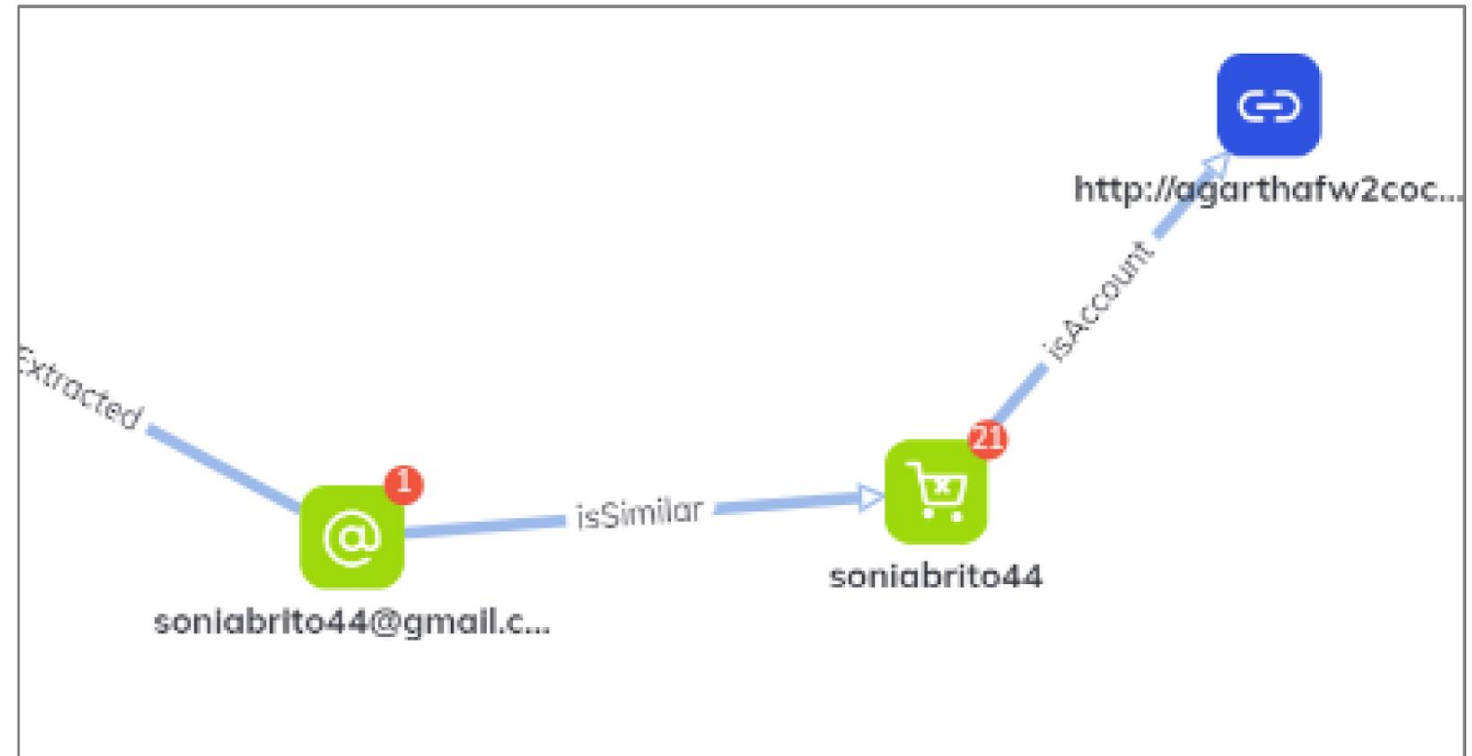 http://agarthafw2coc...
isAccount
Extracted
1
21
isSimilar
soniabrito44
soniabrito44@gmail.c...